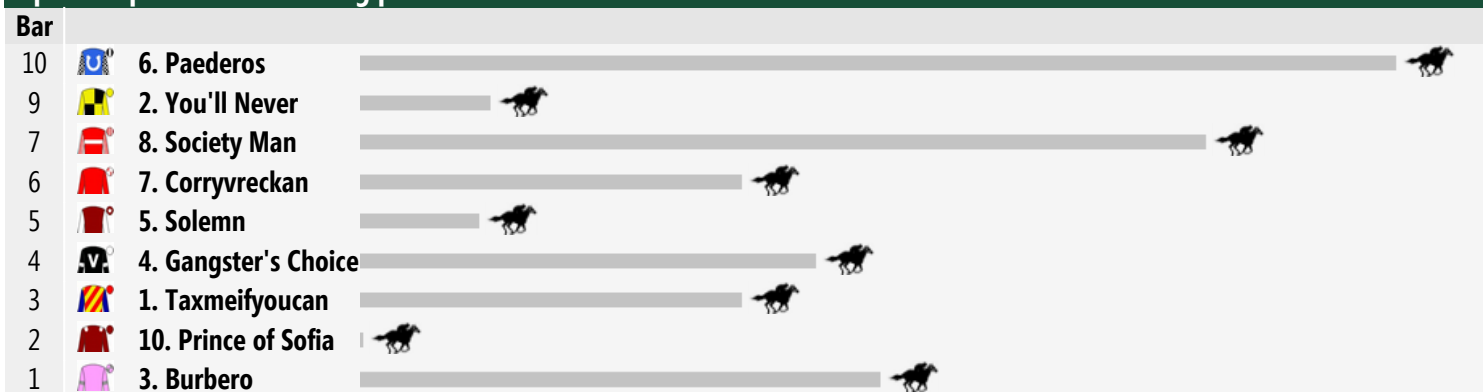 Bar
10 6. Paederos
9 2. You'll Never
7 8. Society Man
6 7. Corryvreckan
5 5. Solemn
4 V 4. Gangster's Choice
3 1. Taxmeifyoucan
2 10. Prince of Sofia
1 3. Burbero